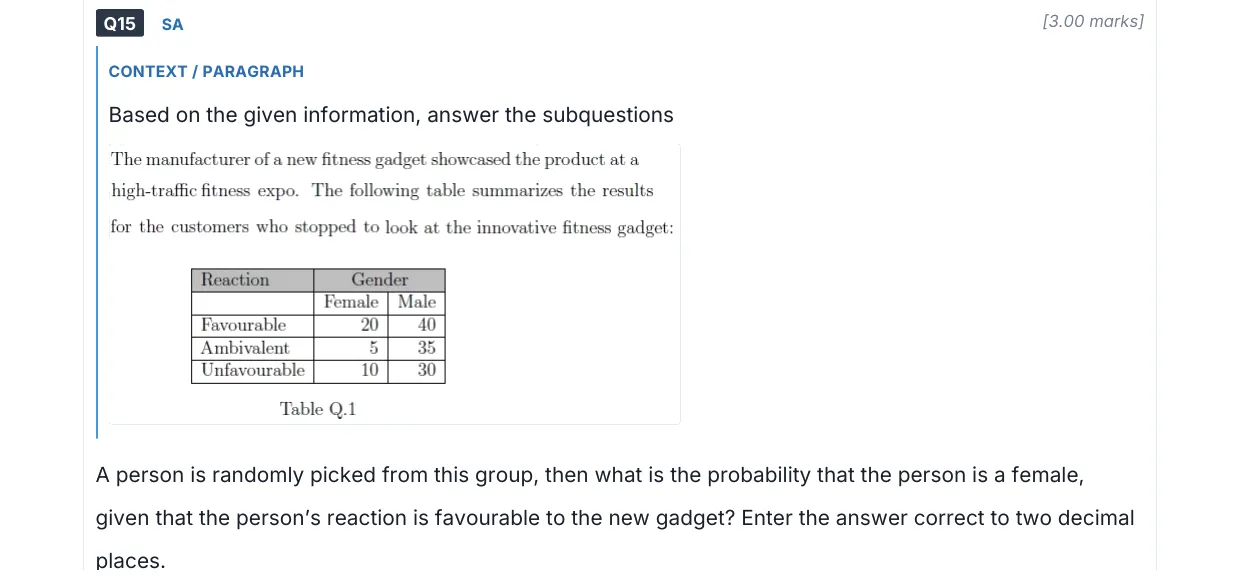 Q15 SA [3.00 marks]
CONTEXT / PARAGRAPH
Based on the given information, answer the subquestions
The manufacturer of a new fitness gadget showcased the product at a
high-traffic fitness expo. The following table summarizes the results
for the customers who stopped to look at the innovative fitness gadget:
Reaction Gender
Female Male
Favourable 20 40
Ambivalent 5 35
Unfavourable 10 30
Table Q.1
A person is randomly picked from this group, then what is the probability that the person is a female,
given that the person’s reaction is favourable to the new gadget? Enter the answer correct to two decimal
places.